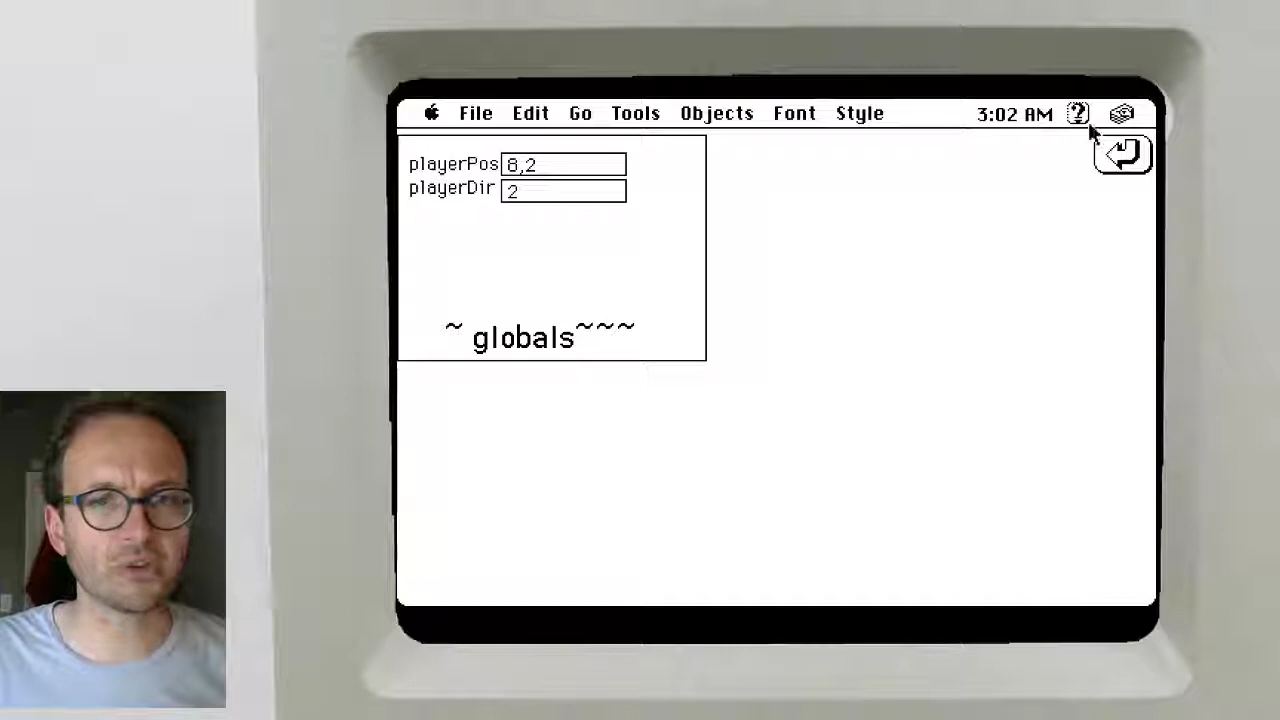 File Edit Go Tools Objects Font Style 3:02 AM ?
playerPos 8,2
playerDir 2
~ globals~~~